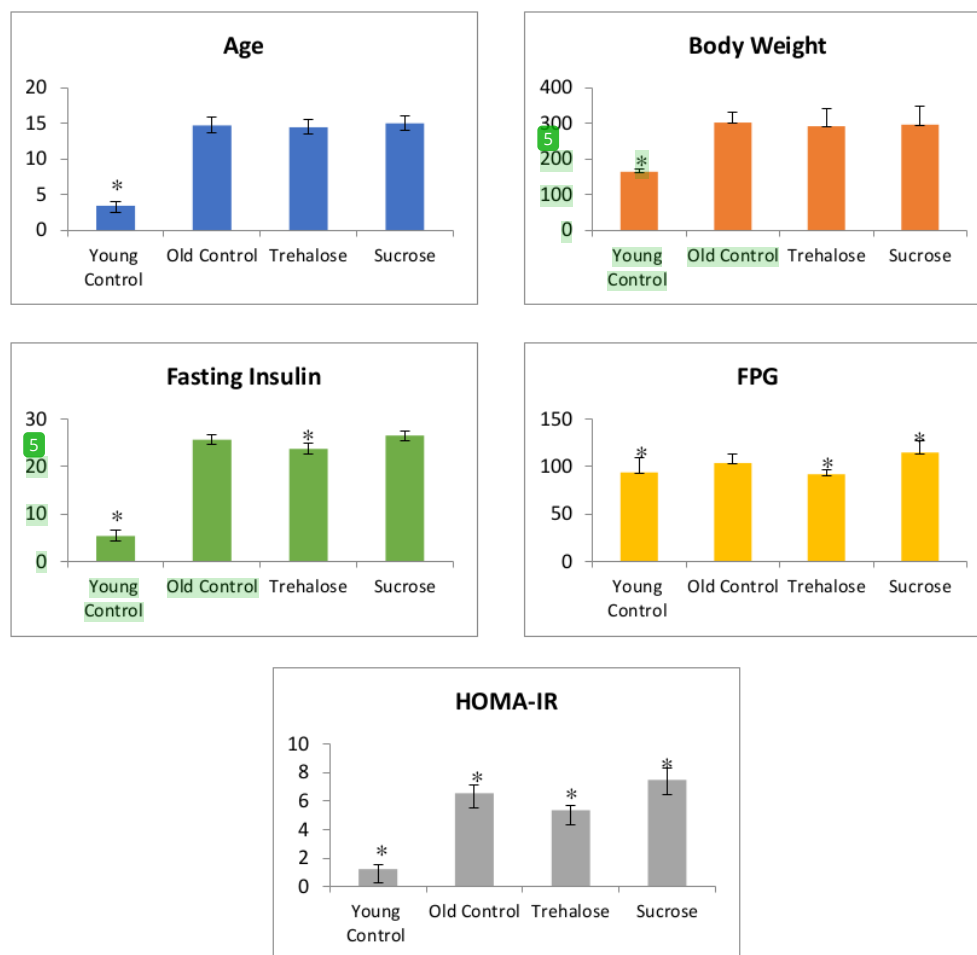 Age
20
15
10
5
0
*
Young Control
Old Control
Trehalose
Sucrose
Body Weight
400
300
5
200
100
0
*
Young Control
Old Control
Trehalose
Sucrose
Fasting Insulin
30
5
20
10
0
*
*
Young Control
Old Control
Trehalose
Sucrose
FPG
150
100
50
0
*
*
*
Young Control
Old Control
Trehalose
Sucrose
HOMA-IR
10
8
6
4
2
0
*
*
*
*
Young Control
Old Control
Trehalose
Sucrose